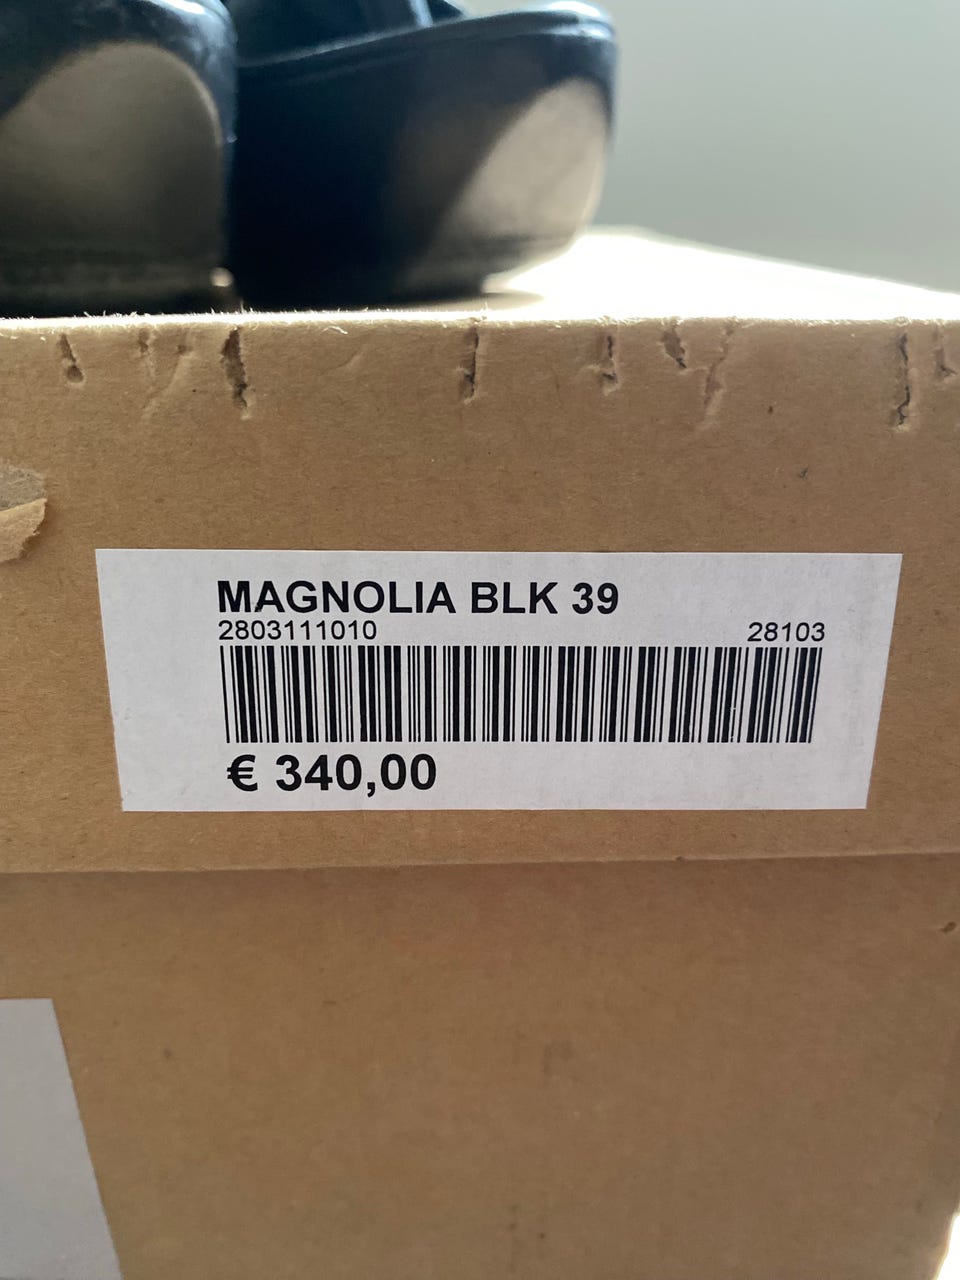 MAGNOLIA BLK 39
2803111010 28103
€ 340,00